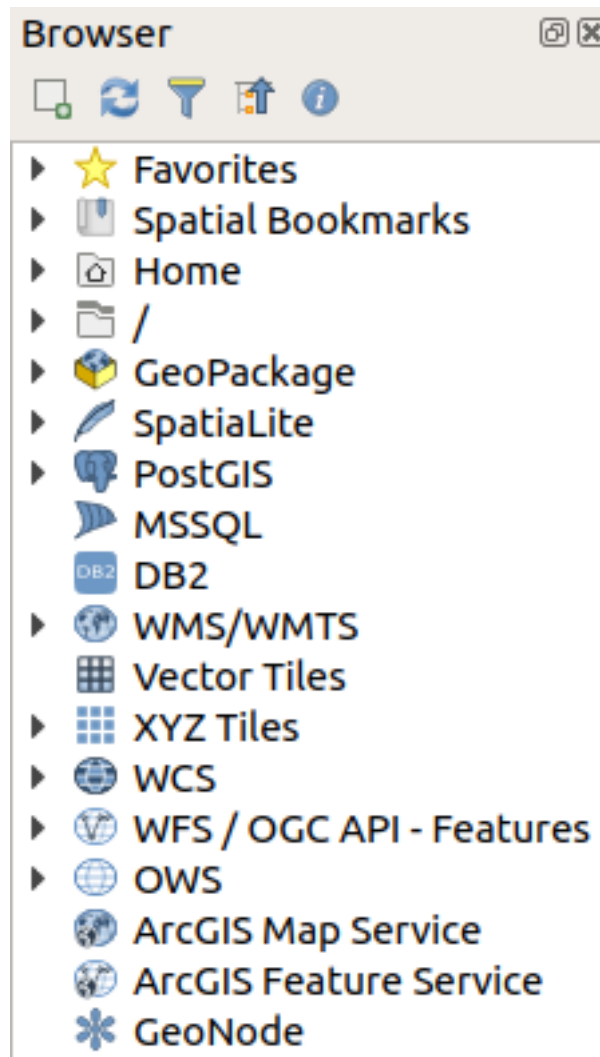 Browser
Favorites
Spatial Bookmarks
Home
/
GeoPackage
SpatiaLite
PostGIS
MSSQL
DB2 DB2
WMS/WMTS
Vector Tiles
XYZ Tiles
WCS
WFS / OGC API - Features
OWS
ArcGIS Map Service
ArcGIS Feature Service
GeoNode